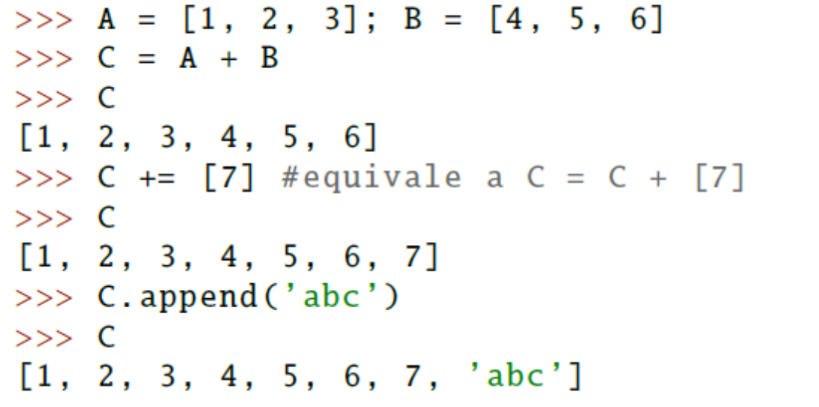 >>> A = [1, 2, 3]; B = [4, 5, 6]
>>> C = A + B
>>> C
[1, 2, 3, 4, 5, 6]
>>> C += [7] #equivale a C = C + [7]
>>> C
[1, 2, 3, 4, 5, 6, 7]
>>> C.append(’abc’)
>>> C
[1, 2, 3, 4, 5, 6, 7, ’abc’]